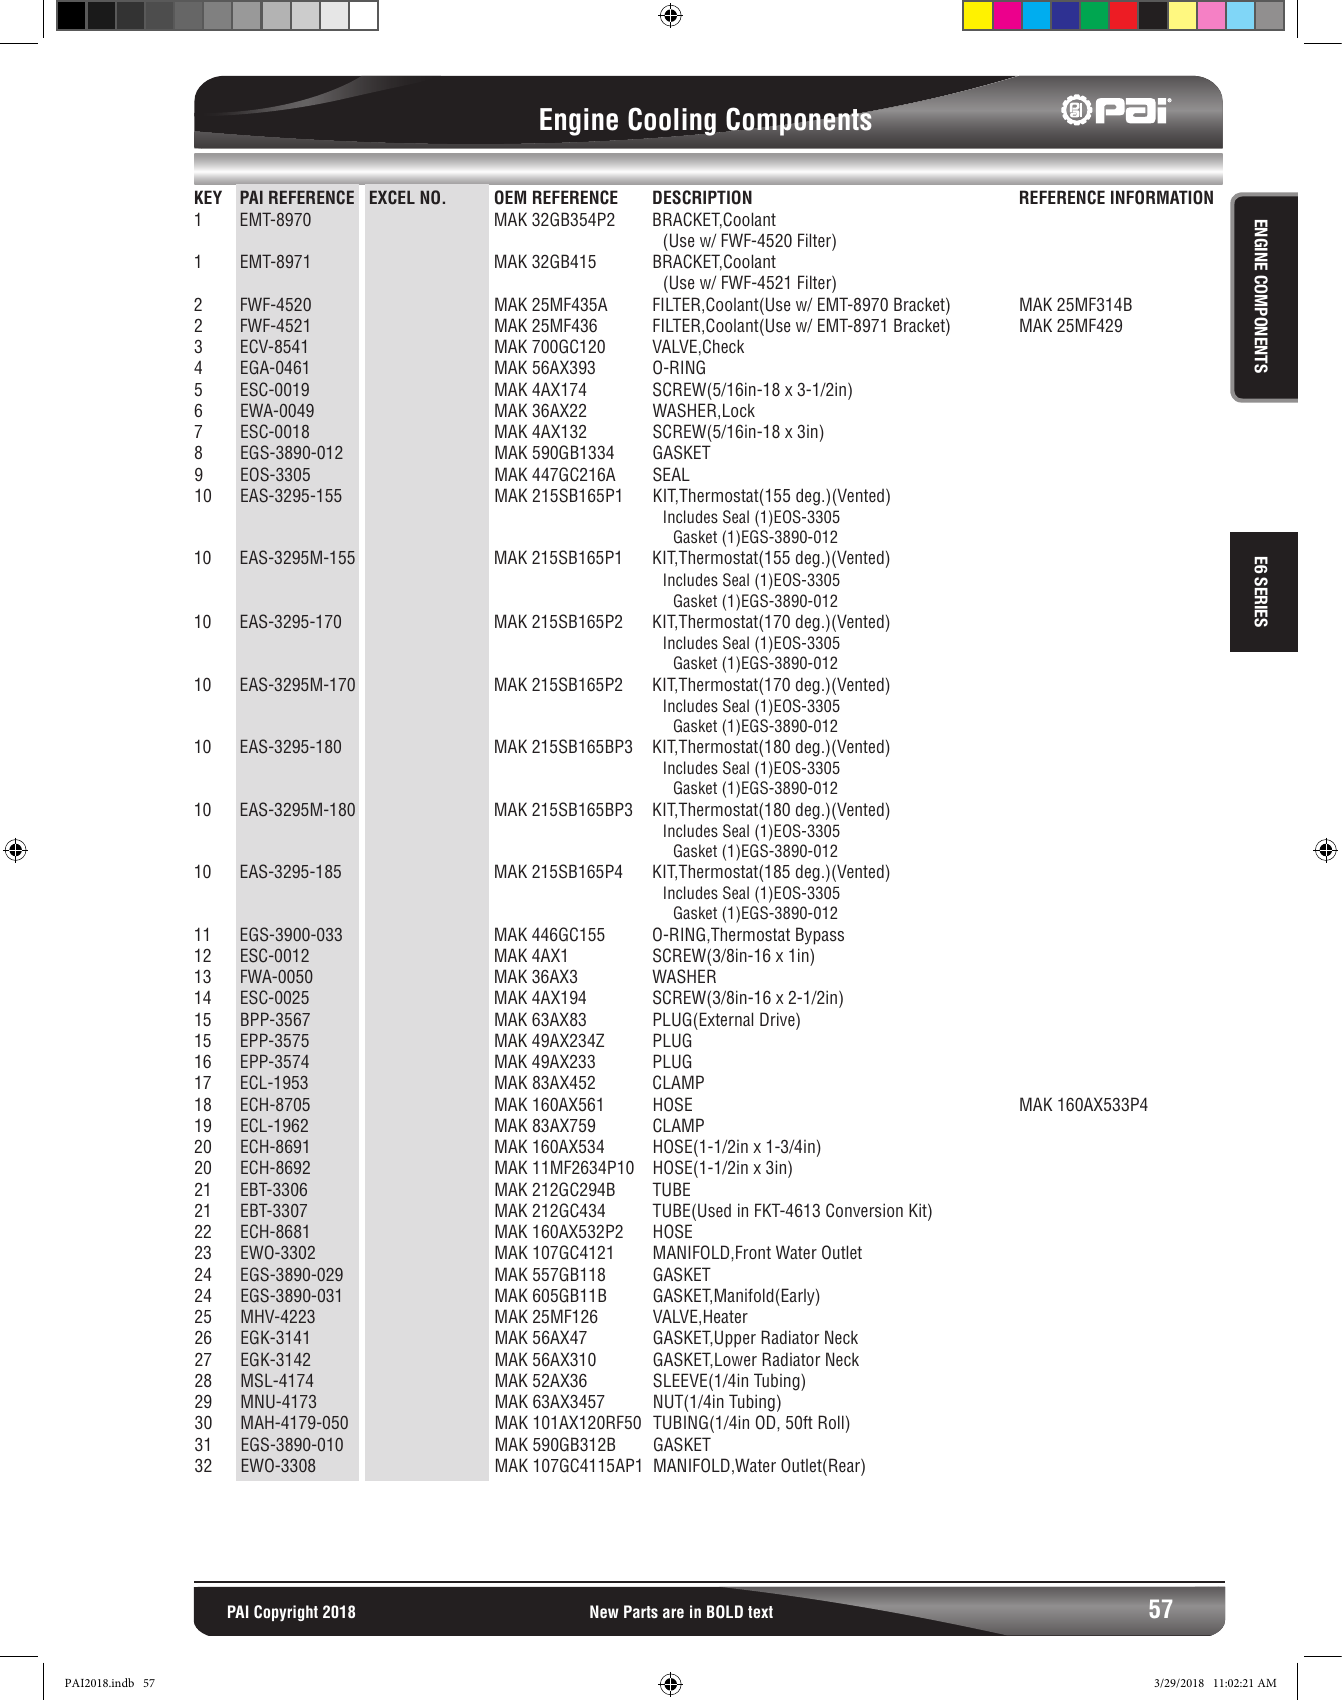 Engine Cooling Components
pai
KEY PAI REFERENCE EXCEL NO. OEM REFERENCE DESCRIPTION REFERENCE INFORMATION
1 EMT-8970 MAK 32GB354P2 BRACKET,Coolant
(Use w/ FWF-4520 Filter)
1 EMT-8971 MAK 32GB415 BRACKET,Coolant
(Use w/ FWF-4521 Filter)
2 FWF-4520 MAK 25MF435A FILTER,Coolant(Use w/ EMT-8970 Bracket) MAK 25MF314B
2 FWF-4521 MAK 25MF436 FILTER,Coolant(Use w/ EMT-8971 Bracket) MAK 25MF429
3 ECV-8541 MAK 700GC120 VALVE,Check
4 EGA-0461 MAK 56AX393 O-RING
5 ESC-0019 MAK 4AX174 SCREW(5/16in-18 x 3-1/2in)
6 EWA-0049 MAK 36AX22 WASHER,Lock
7 ESC-0018 MAK 4AX132 SCREW(5/16in-18 x 3in)
8 EGS-3890-012 MAK 590GB1334 GASKET
9 EOS-3305 MAK 447GC216A SEAL
10 EAS-3295-155 MAK 215SB165P1 KIT,Thermostat(155 deg.)(Vented)
Includes Seal (1)EOS-3305
Gasket (1)EGS-3890-012
10 EAS-3295M-155 MAK 215SB165P1 KIT,Thermostat(155 deg.)(Vented)
Includes Seal (1)EOS-3305
Gasket (1)EGS-3890-012
10 EAS-3295-170 MAK 215SB165P2 KIT,Thermostat(170 deg.)(Vented)
Includes Seal (1)EOS-3305
Gasket (1)EGS-3890-012
10 EAS-3295M-170 MAK 215SB165P2 KIT,Thermostat(170 deg.)(Vented)
Includes Seal (1)EOS-3305
Gasket (1)EGS-3890-012
10 EAS-3295-180 MAK 215SB165BP3 KIT,Thermostat(180 deg.)(Vented)
Includes Seal (1)EOS-3305
Gasket (1)EGS-3890-012
10 EAS-3295M-180 MAK 215SB165BP3 KIT,Thermostat(180 deg.)(Vented)
Includes Seal (1)EOS-3305
Gasket (1)EGS-3890-012
10 EAS-3295-185 MAK 215SB165P4 KIT,Thermostat(185 deg.)(Vented)
Includes Seal (1)EOS-3305
Gasket (1)EGS-3890-012
11 EGS-3900-033 MAK 446GC155 O-RING,Thermostat Bypass
12 ESC-0012 MAK 4AX1 SCREW(3/8in-16 x 1in)
13 FWA-0050 MAK 36AX3 WASHER
14 ESC-0025 MAK 4AX194 SCREW(3/8in-16 x 2-1/2in)
15 BPP-3567 MAK 63AX83 PLUG(External Drive)
15 EPP-3575 MAK 49AX234Z PLUG
16 EPP-3574 MAK 49AX233 PLUG
17 ECL-1953 MAK 83AX452 CLAMP
18 ECH-8705 MAK 160AX561 HOSE MAK 160AX533P4
19 ECL-1962 MAK 83AX759 CLAMP
20 ECH-8691 MAK 160AX534 HOSE(1-1/2in x 1-3/4in)
20 ECH-8692 MAK 11MF2634P10 HOSE(1-1/2in x 3in)
21 EBT-3306 MAK 212GC294B TUBE
21 EBT-3307 MAK 212GC434 TUBE(Used in FKT-4613 Conversion Kit)
22 ECH-8681 MAK 160AX532P2 HOSE
23 EWO-3302 MAK 107GC4121 MANIFOLD,Front Water Outlet
24 EGS-3890-029 MAK 557GB118 GASKET
24 EGS-3890-031 MAK 605GB11B GASKET,Manifold(Early)
25 MHV-4223 MAK 25MF126 VALVE,Heater
26 EGK-3141 MAK 56AX47 GASKET,Upper Radiator Neck
27 EGK-3142 MAK 56AX310 GASKET,Lower Radiator Neck
28 MSL-4174 MAK 52AX36 SLEEVE(1/4in Tubing)
29 MNU-4173 MAK 63AX3457 NUT(1/4in Tubing)
30 MAH-4179-050 MAK 101AX120RF50 TUBING(1/4in OD, 50ft Roll)
31 EGS-3890-010 MAK 590GB312B GASKET
32 EWO-3308 MAK 107GC4115AP1 MANIFOLD,Water Outlet(Rear)
ENGINE COMPONENTS
E6 SERIES
PAI Copyright 2018 New Parts are in BOLD text 57
PAI2018.indb 57 3/29/2018 11:02:21 AM